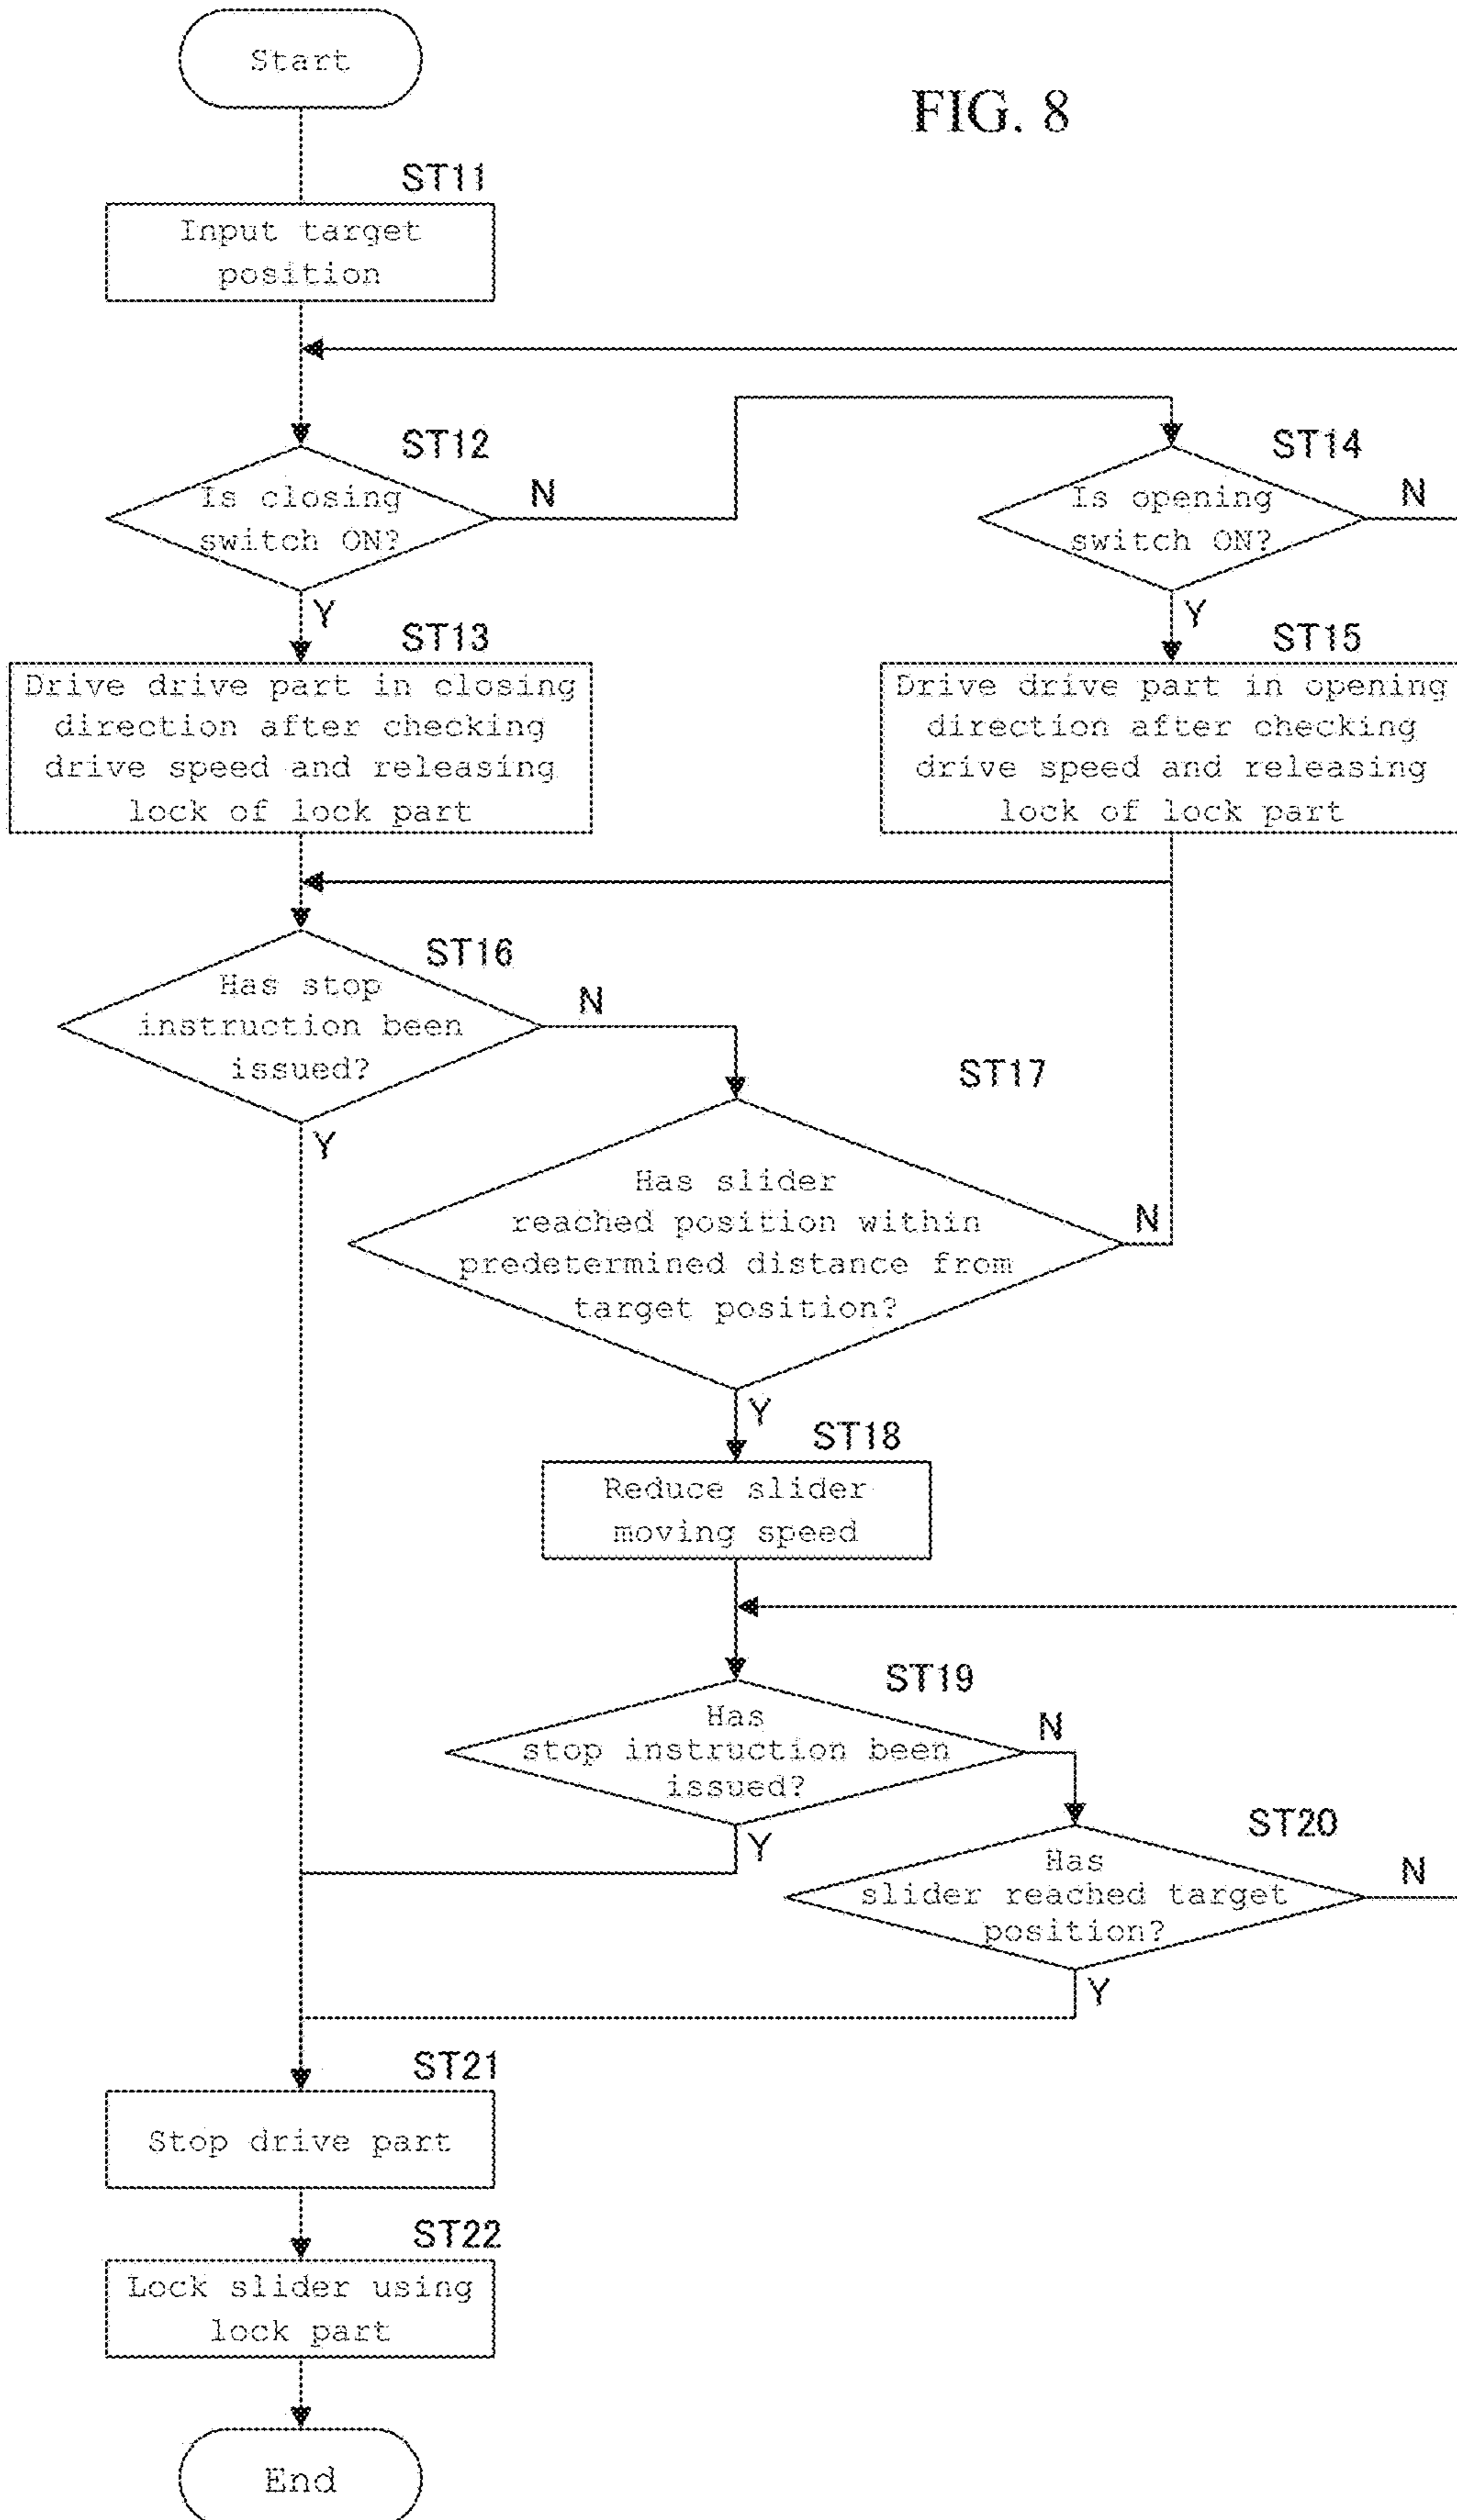 Start
FIG. 8
ST11
Input target
position
ST12
Is closing
switch ON?
N
Y
ST14
Is opening
switch ON?
N
Y
ST13
Drive drive part in closing
direction after checking
drive speed and releasing
lock of lock part
ST15
Drive drive part in opening
direction after checking
drive speed and releasing
lock of lock part
ST16
Has stop
instruction been
issued?
N
Y
ST17
Has slider
reached position within
predetermined distance from
target position?
N
Y
ST18
Reduce slider
moving speed
ST19
Has
stop instruction been
issued?
N
Y
ST20
Has
slider reached target
position?
N
Y
ST21
Stop drive part
ST22
Lock slider using
lock part
End